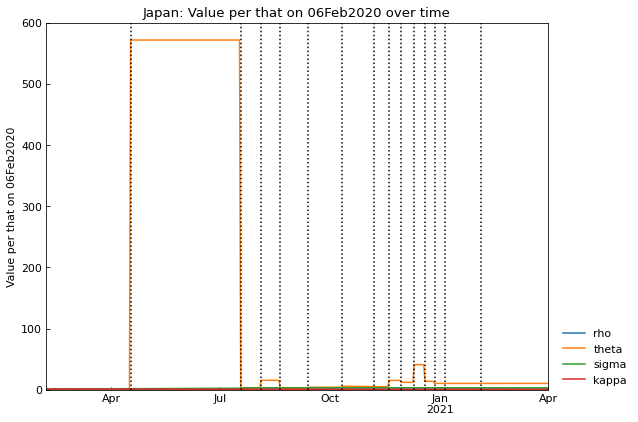 Japan: Value per that on 06Feb2020 over time
Value per that on 06Feb2020
600
500
400
300
200
100
0
Apr
Jul
Oct
Jan
2021
Apr
rho
theta
sigma
kappa